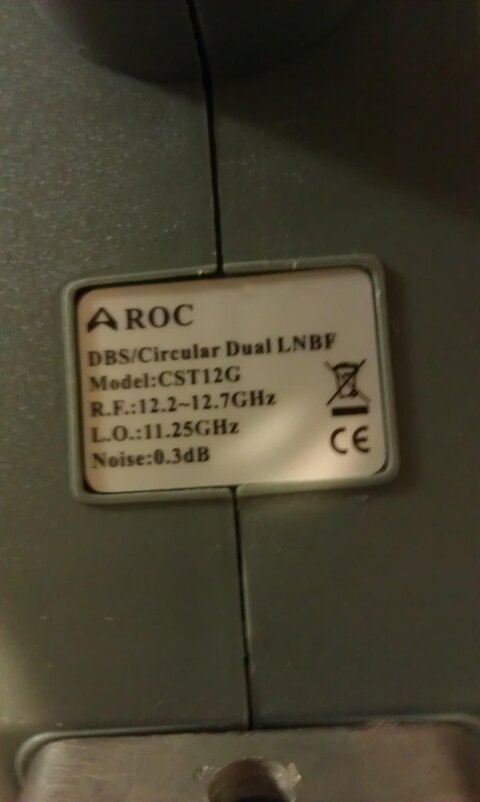 ROC
DBS/Circular Dual LNBF
Model:CST12G
R.F.:12.2~12.7GHz
L.O.:11.25GHz
Noise:0.3dB
CE